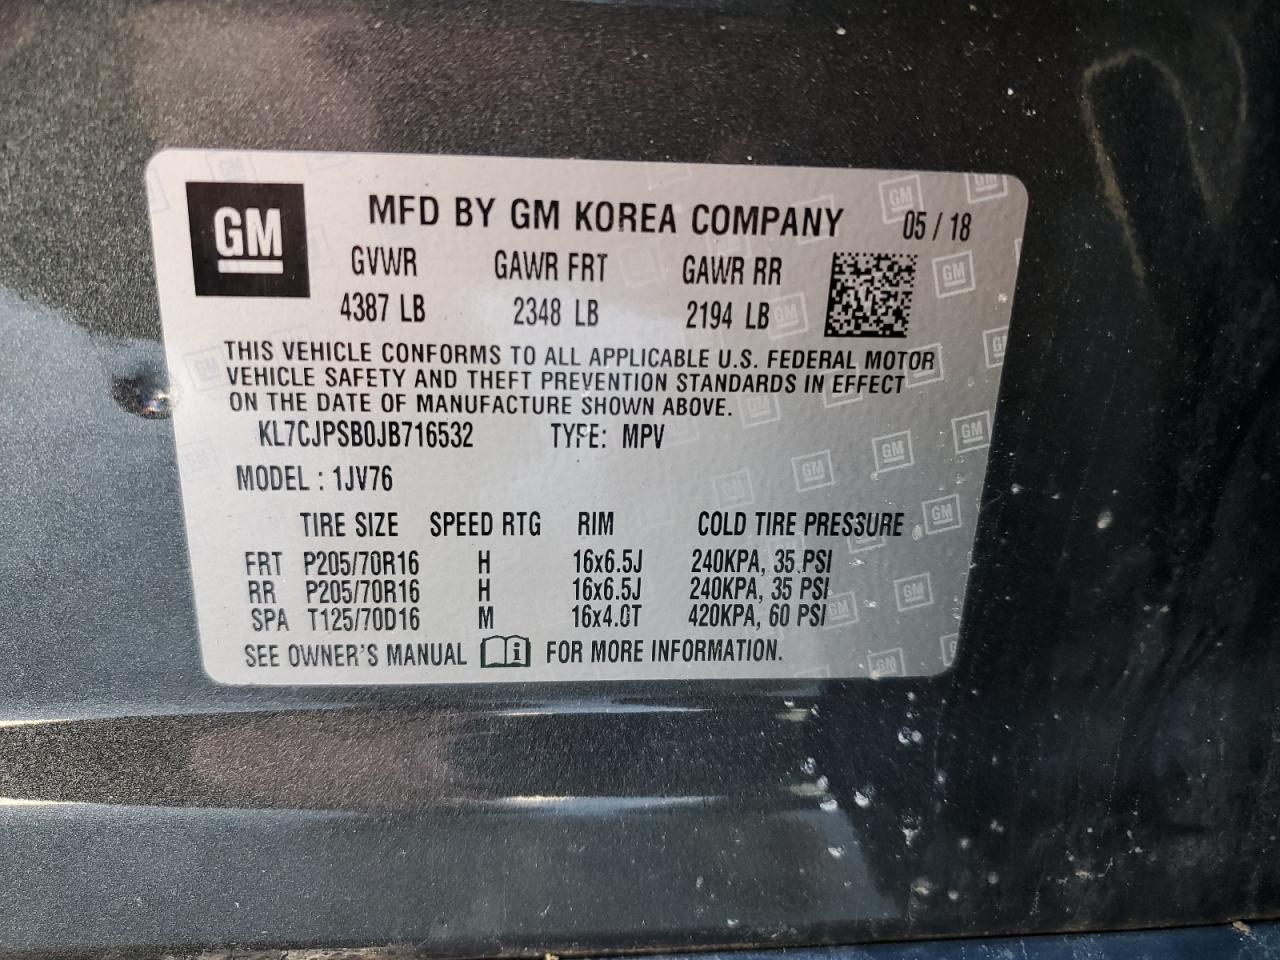 GM
MFD BY GM KOREA COMPANY 05 / 18
GVWR GAWR FRT GAWR RR
4387 LB 2348 LB 2194 LB
THIS VEHICLE CONFORMS TO ALL APPLICABLE U.S. FEDERAL MOTOR
VEHICLE SAFETY AND THEFT PREVENTION STANDARDS IN EFFECT
ON THE DATE OF MANUFACTURE SHOWN ABOVE.
KL7CJPSB0JB716532 TYPE: MPV
MODEL : 1JV76
TIRE SIZE SPEED RTG RIM COLD TIRE PRESSURE
FRT P205/70R16 H 16x6.5J 240KPA, 35 PSI
RR P205/70R16 H 16x6.5J 240KPA, 35 PSI
SPA T125/70D16 M 16x4.0T 420KPA, 60 PSI
SEE OWNER'S MANUAL i FOR MORE INFORMATION.